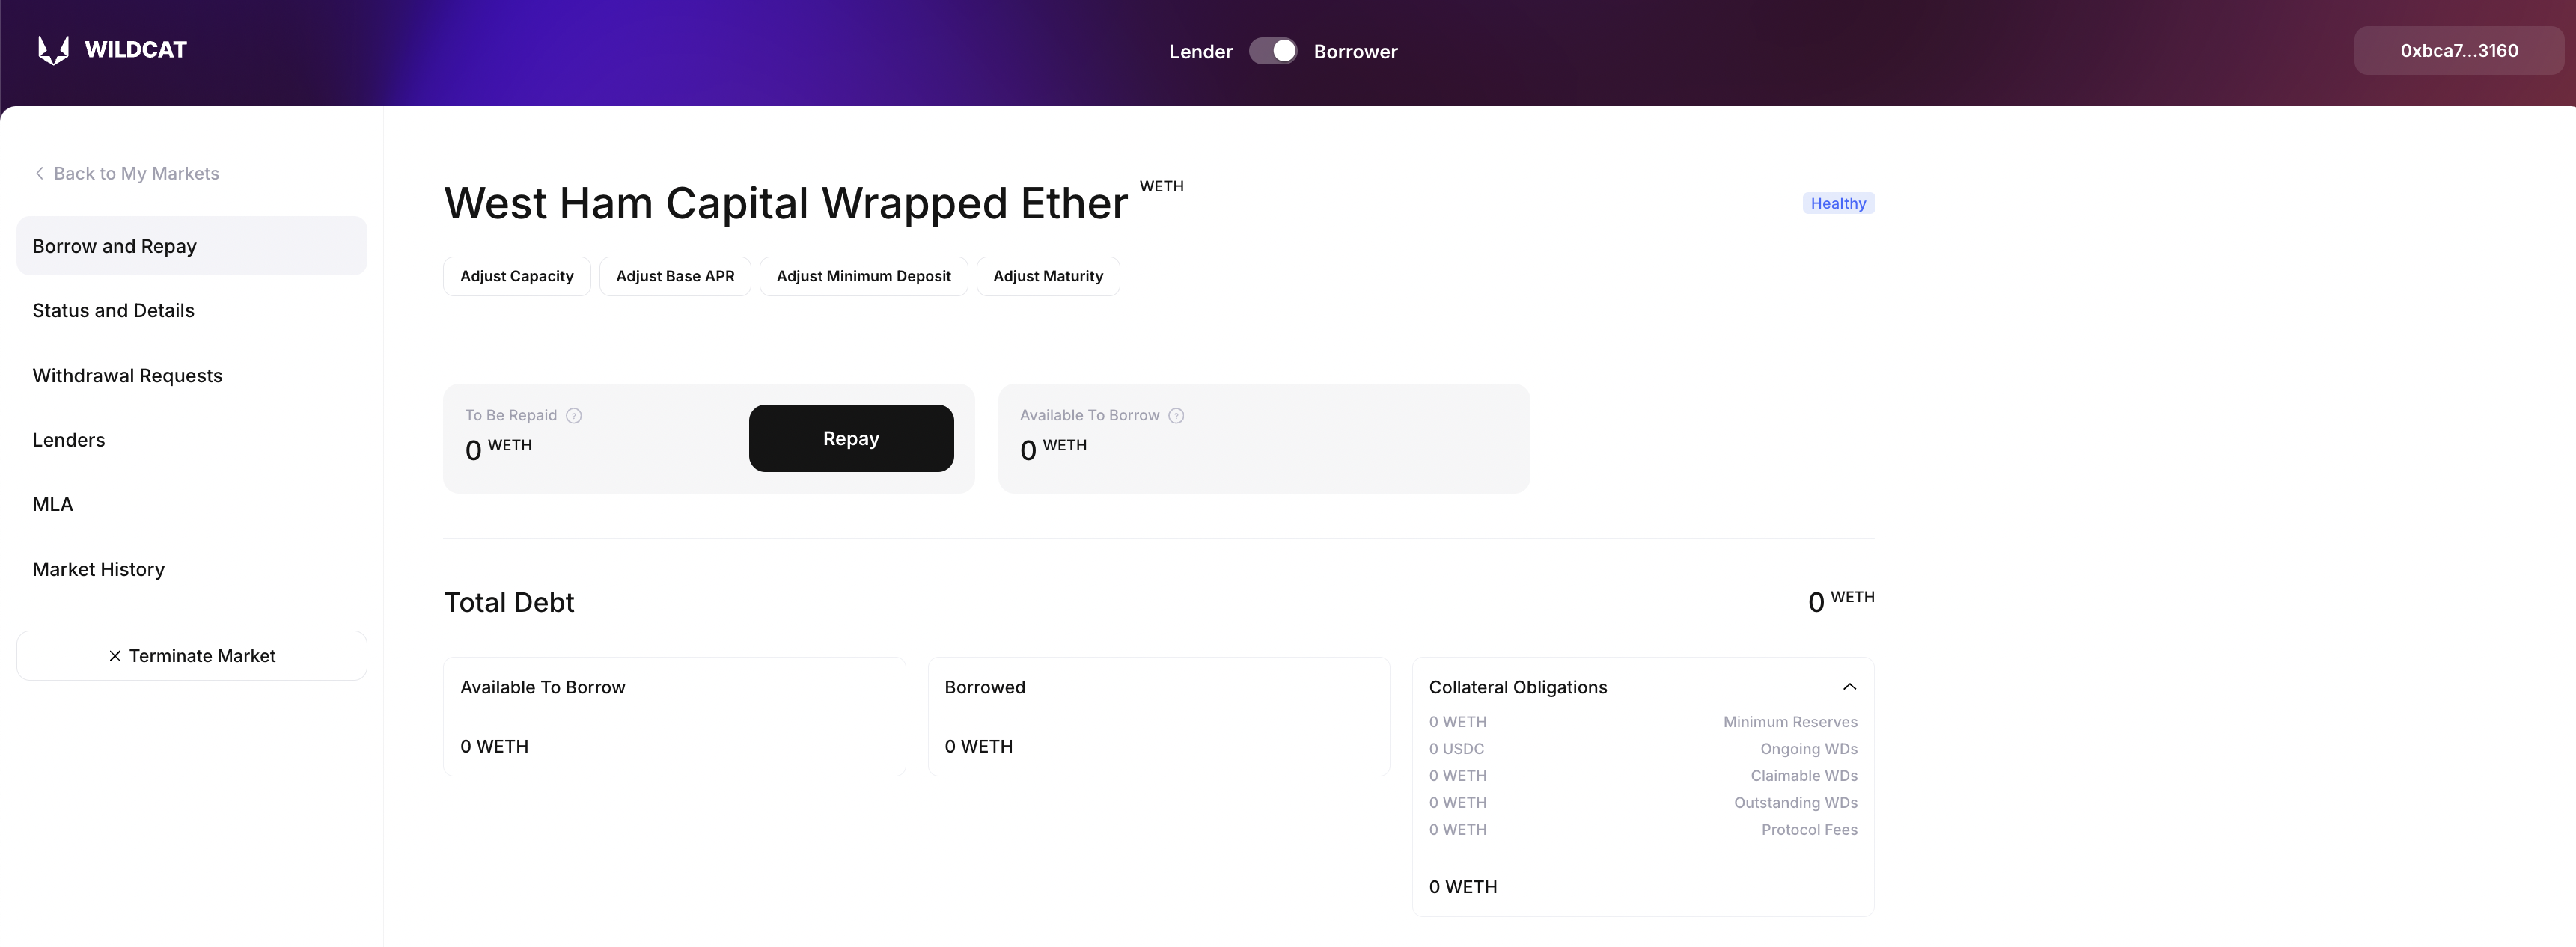 WILDCAT
Lender Borrower
0xbca7...3160
Back to My Markets
Borrow and Repay
Status and Details
Withdrawal Requests
Lenders
MLA
Market History
Terminate Market
West Ham Capital Wrapped Ether WETH
Healthy
Adjust Capacity Adjust Base APR Adjust Minimum Deposit Adjust Maturity
To Be Repaid ?
0 WETH
Repay
Available To Borrow ?
0 WETH
Total Debt 0 WETH
Available To Borrow
0 WETH
Borrowed
0 WETH
Collateral Obligations
0 WETH Minimum Reserves
0 USDC Ongoing WDs
0 WETH Claimable WDs
0 WETH Outstanding WDs
0 WETH Protocol Fees
0 WETH